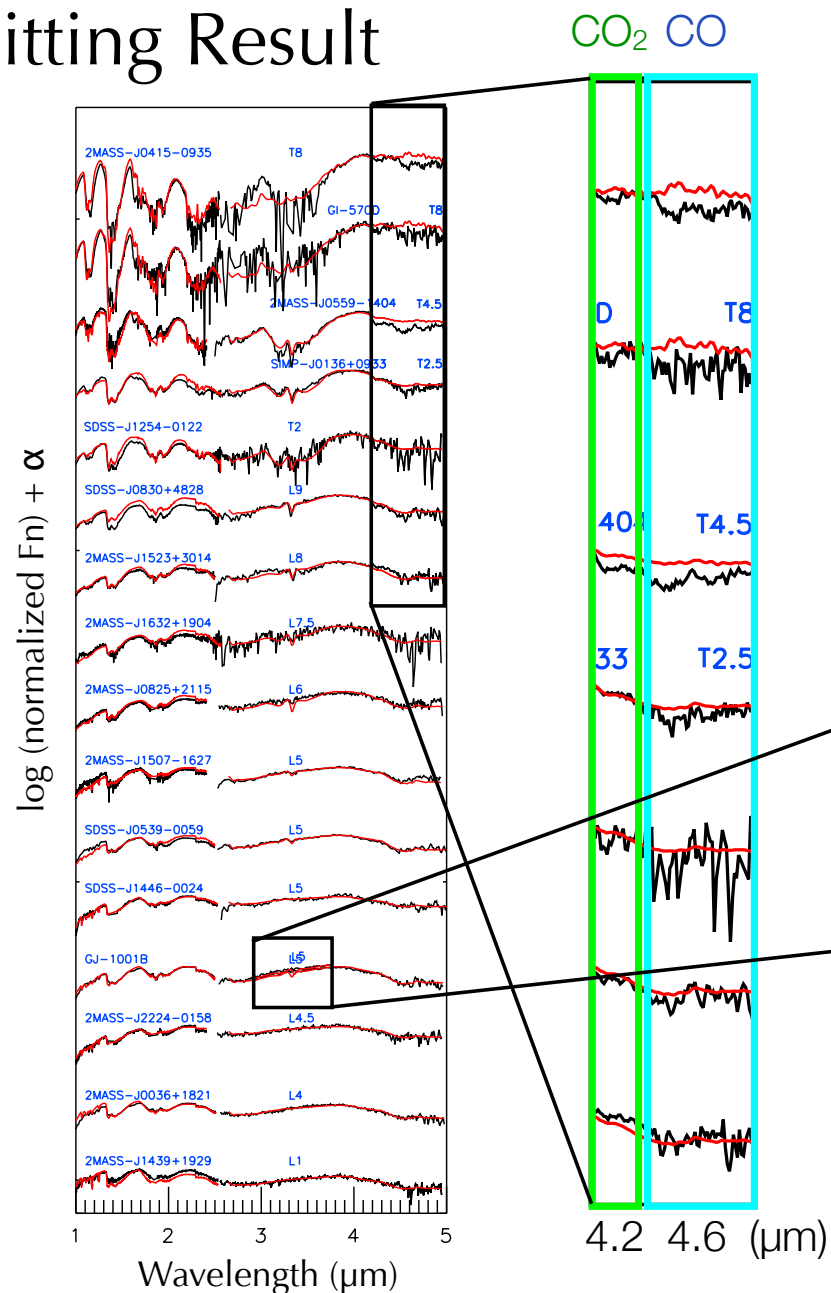 itting Result
CO₂ CO
2MASS-J0415-0935 T8
Gl-570D T8
2MASS-J0559-1404 T4.5
SIMP-J0136+0933 T2.5
SDSS-J1254-0122 T2
SDSS-J0830+4828 L9
2MASS-J1523+3014 L8
2MASS-J1632+1904 L7.5
2MASS-J0825+2115 L6
2MASS-J1507-1627 L5
SDSS-J0539-0059 L5
SDSS-J1446-0024 L5
GJ-1001B L5
2MASS-J2224-0158 L4.5
2MASS-J0036+1821 L4
2MASS-J1439+1929 L1
log (normalized Fn) + α
1 2 3 4 5
Wavelength (μm)
D T8
404 T4.5
33 T2.5
4.2 4.6 (μm)